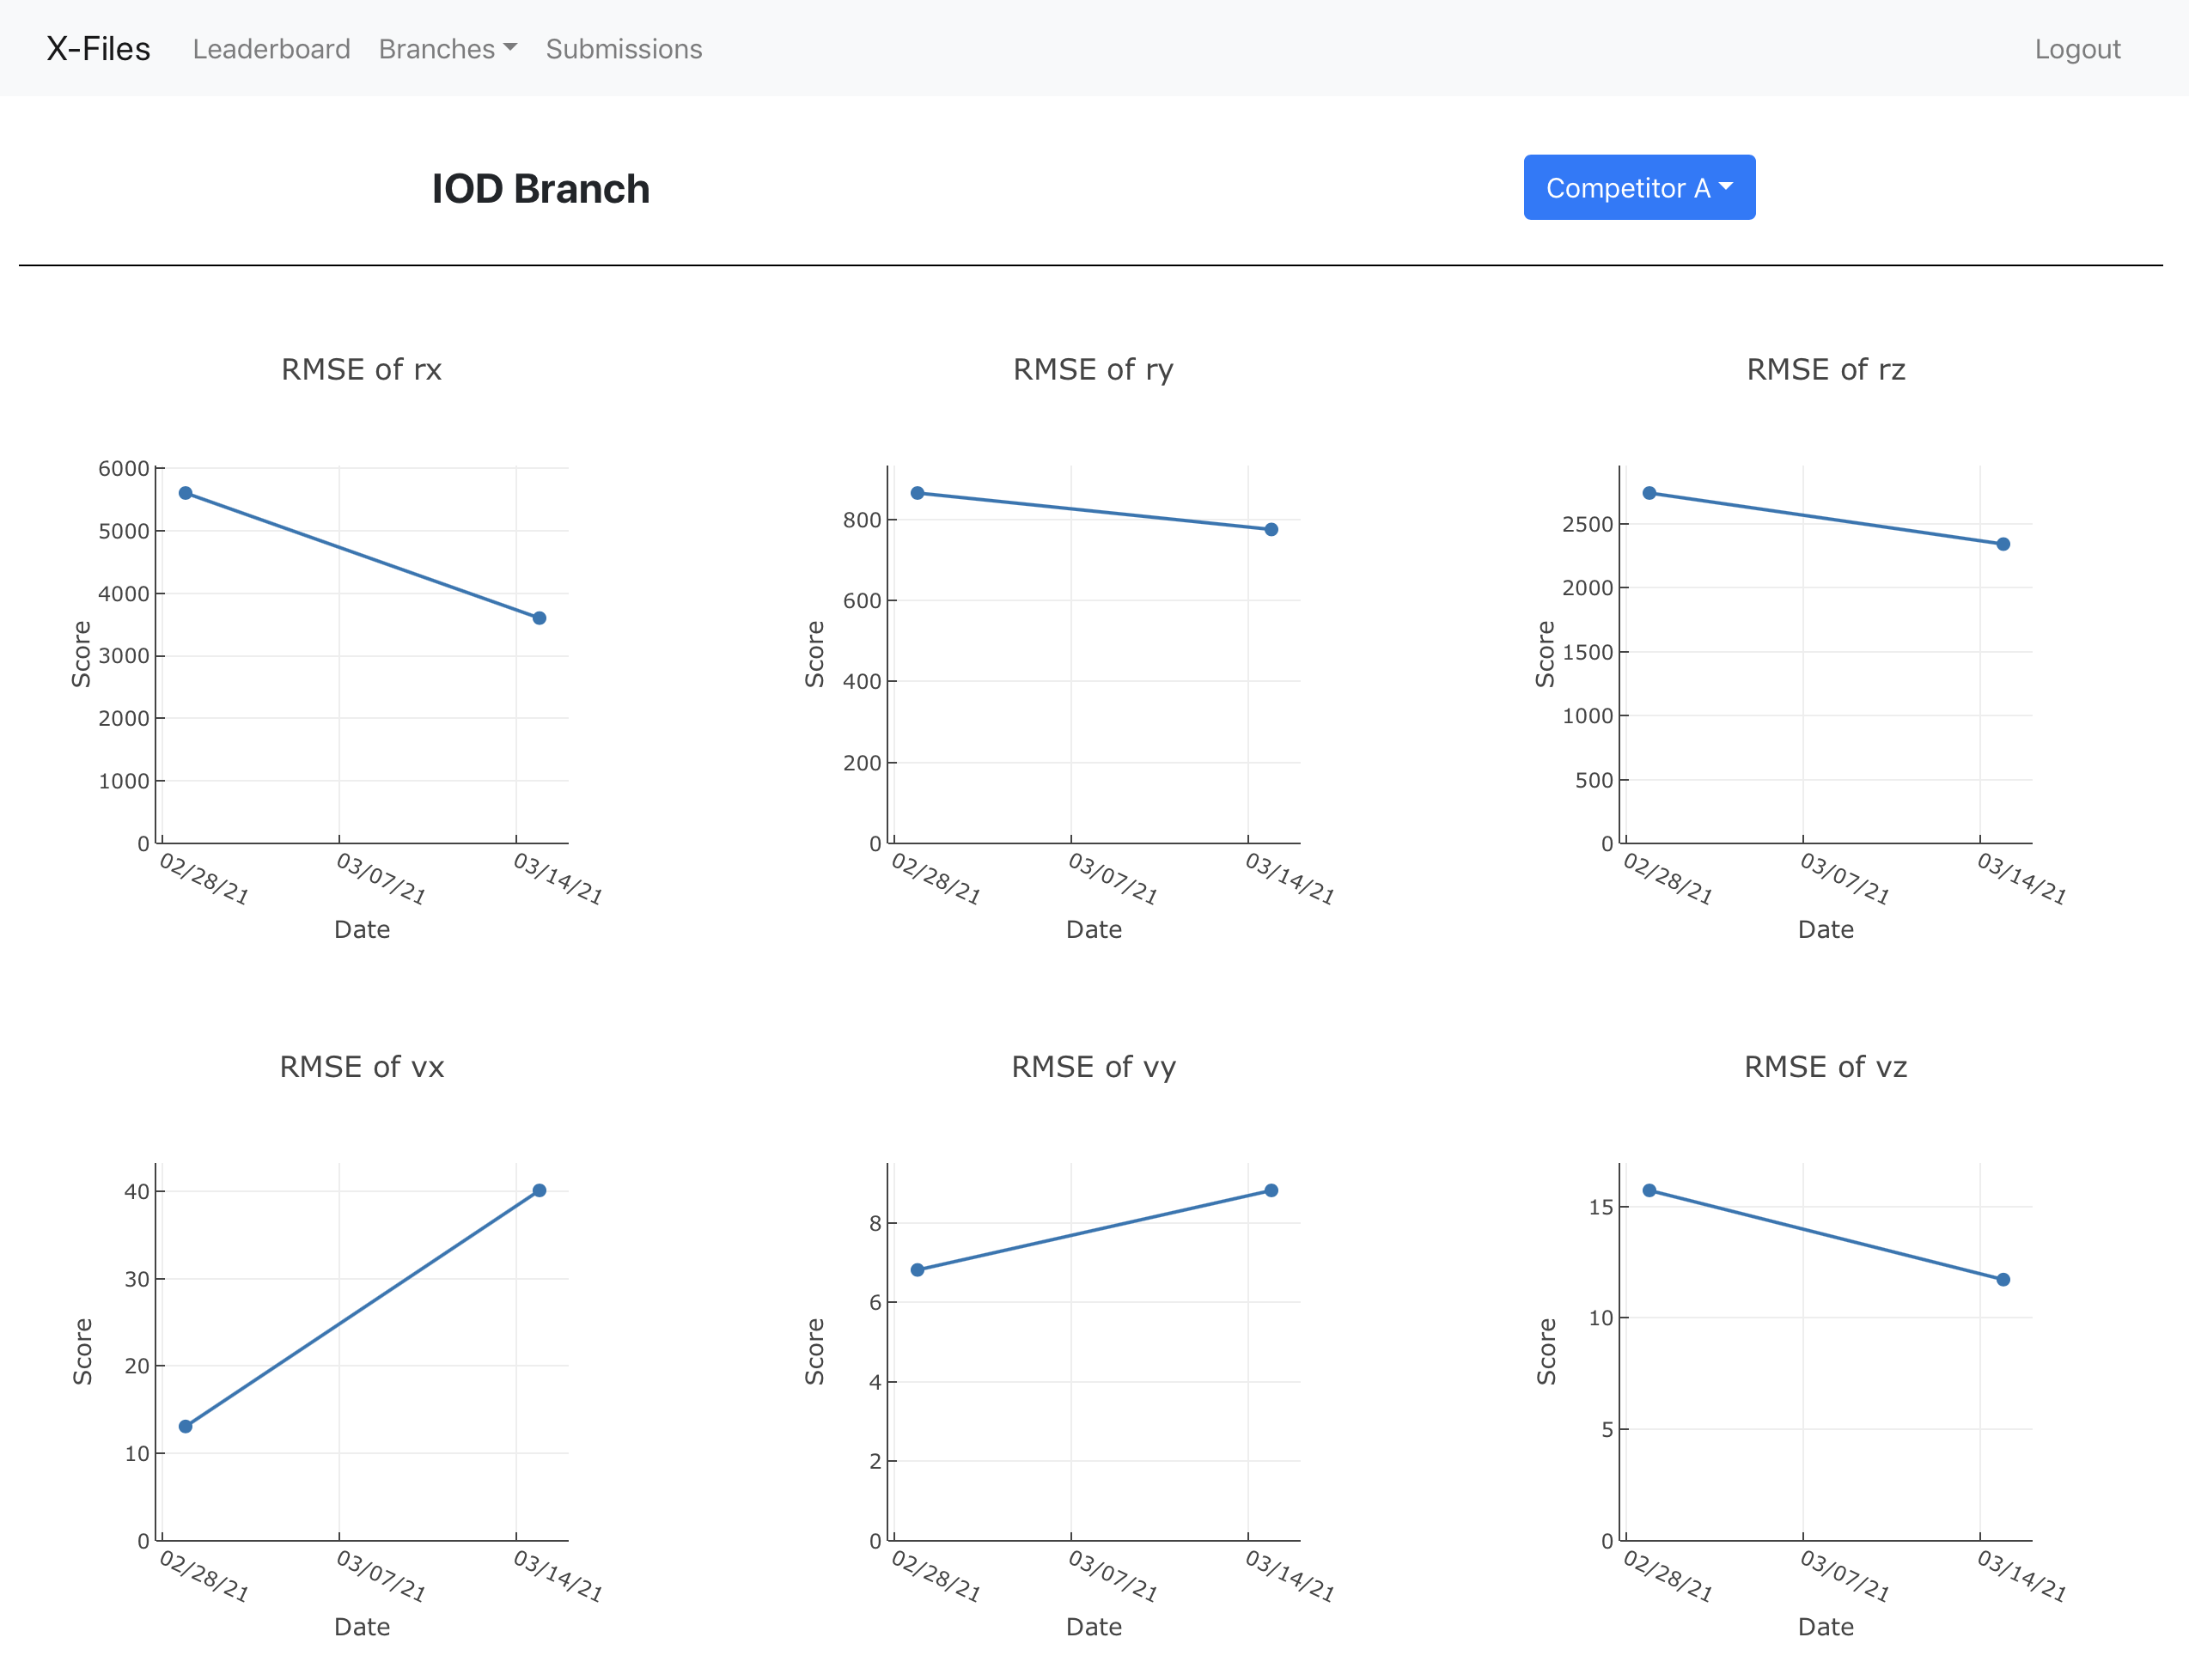 X-Files Leaderboard Branches Submissions Logout
IOD Branch
Competitor A
RMSE of rx
6000
5000
4000
3000
2000
1000
0
Score
02/28/21 03/07/21 03/14/21
Date
RMSE of ry
800
600
400
200
0
Score
02/28/21 03/07/21 03/14/21
Date
RMSE of rz
2500
2000
1500
1000
500
0
Score
02/28/21 03/07/21 03/14/21
Date
RMSE of vx
40
30
20
10
0
Score
02/28/21 03/07/21 03/14/21
Date
RMSE of vy
8
6
4
2
0
Score
02/28/21 03/07/21 03/14/21
Date
RMSE of vz
15
10
5
0
Score
02/28/21 03/07/21 03/14/21
Date